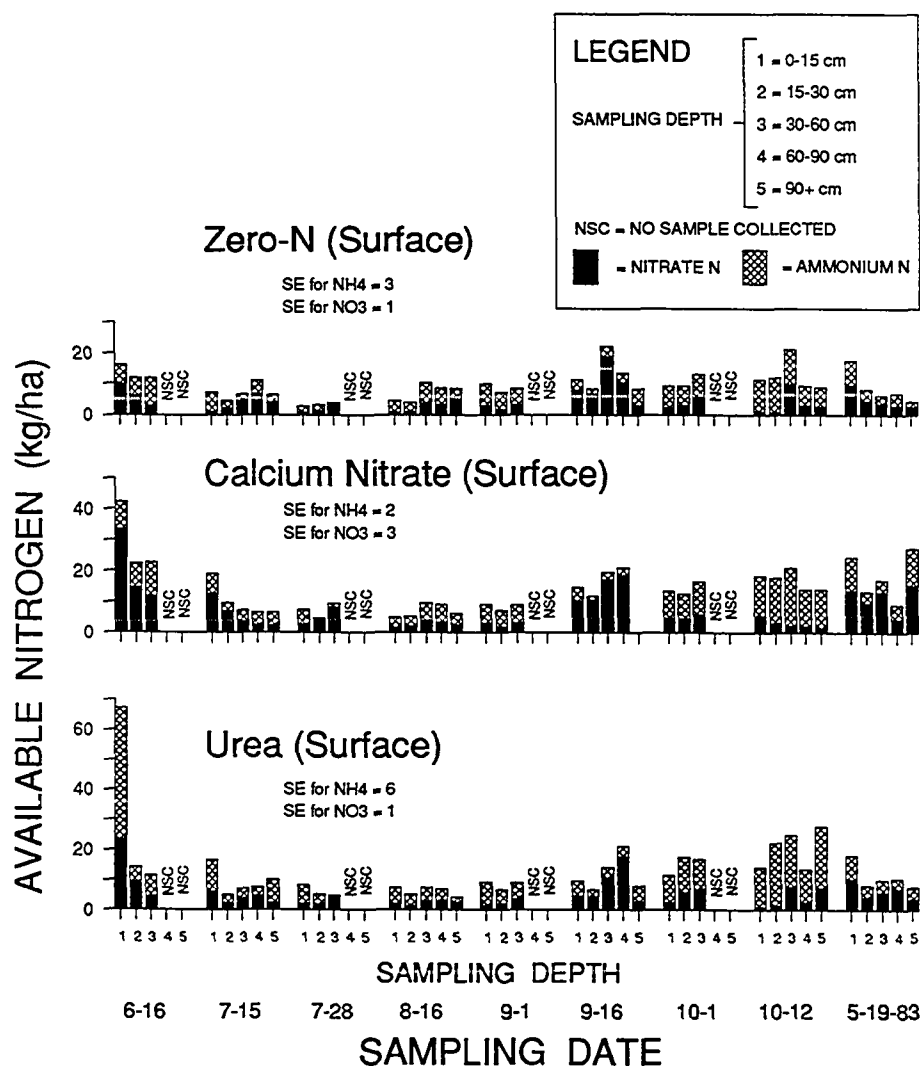 LEGEND
SAMPLING DEPTH
1 = 0-15 cm
2 = 15-30 cm
3 = 30-60 cm
4 = 60-90 cm
5 = 90+ cm
NSC = NO SAMPLE COLLECTED
= NITRATE N = AMMONIUM N
AVAILABLE NITROGEN (kg/ha)
Zero-N (Surface)
SE for NH4 = 3
SE for NO3 = 1
20
0
NSC NSC NSC NSC NSC NSC NSC NSC
Calcium Nitrate (Surface)
SE for NH4 = 2
SE for NO3 = 3
40
20
0
NSC NSC NSC NSC NSC NSC NSC NSC
Urea (Surface)
SE for NH4 = 6
SE for NO3 = 1
60
40
20
0
NSC NSC NSC NSC NSC NSC NSC NSC
1 2 3 4 5 1 2 3 4 5 1 2 3 4 5 1 2 3 4 5 1 2 3 4 5 1 2 3 4 5 1 2 3 4 5 1 2 3 4 5 1 2 3 4 5
SAMPLING DEPTH
6-16 7-15 7-28 8-16 9-1 9-16 10-1 10-12 5-19-83
SAMPLING DATE